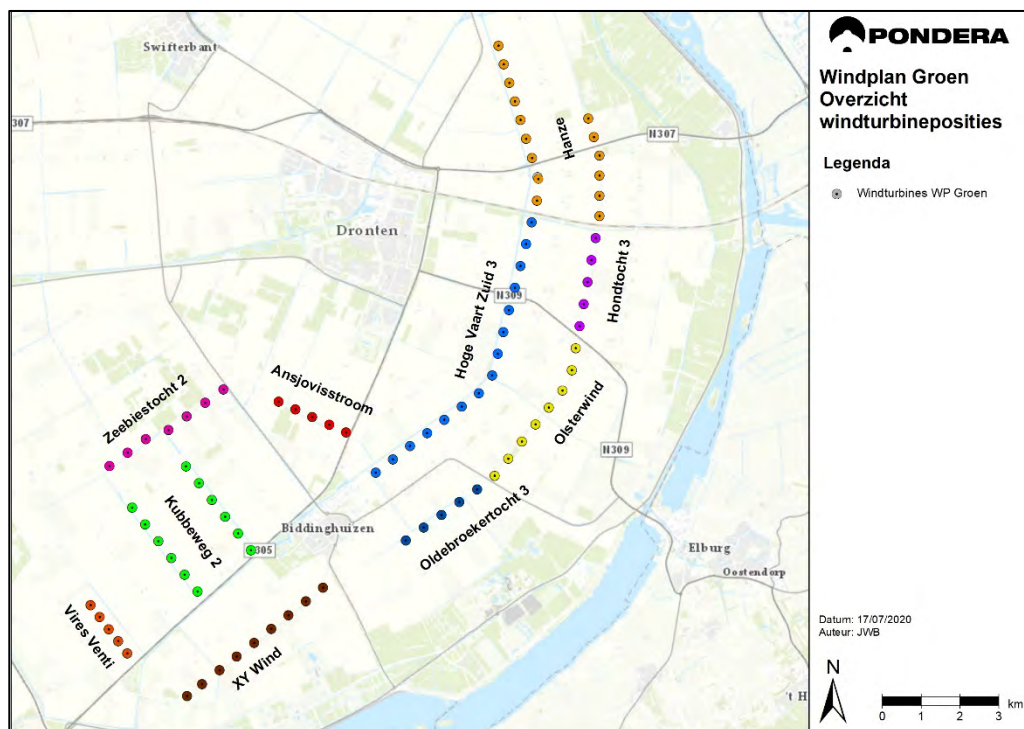 Swifterbant
307
N307
Hanze
Dronten
Hondtocht 3
Hoge Vaart Zuid 3
N309
Ansjovisstroom
Zeebiestocht 2
Olsterwind
N309
Kubbeweg 2
Biddinghuizen
305
Oldebroekertocht 3
Elburg
Oostendorp
Vires Venti
XY Wind
't H
PONDERA
Windplan Groen
Overzicht
windturbineposities
Legenda
Windturbines WP Groen
Datum: 17/07/2020
Auteur: JWB
N
0 1 2 3
km